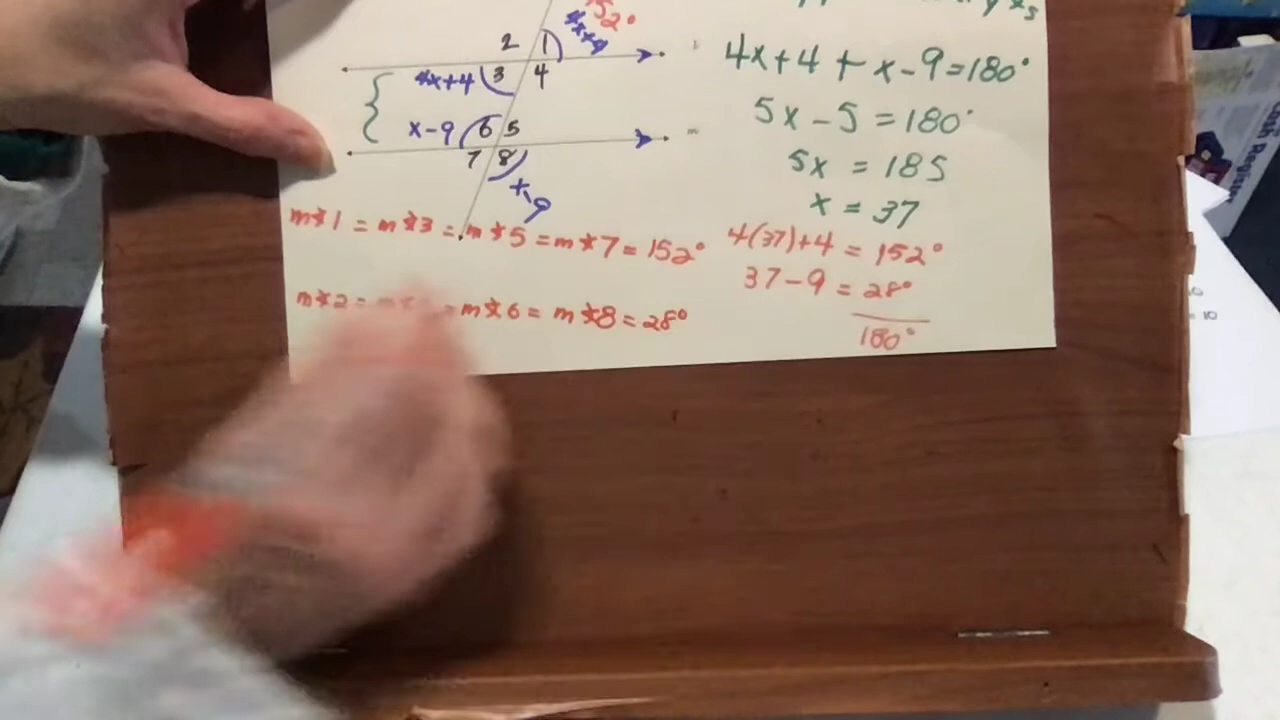 152°
2 1
4x+4 3 4
x-9 6 5
7 8
x-9
4x+4 + x-9=180°
5x - 5 = 180°
5x = 185
x = 37
m∡1 = m∡3 = m∡5 = m∡7 = 152°
4(37)+4 = 152°
37-9 = 28°
180°
m∡2 = = m∡6 = m∡8 = 28°
= 10